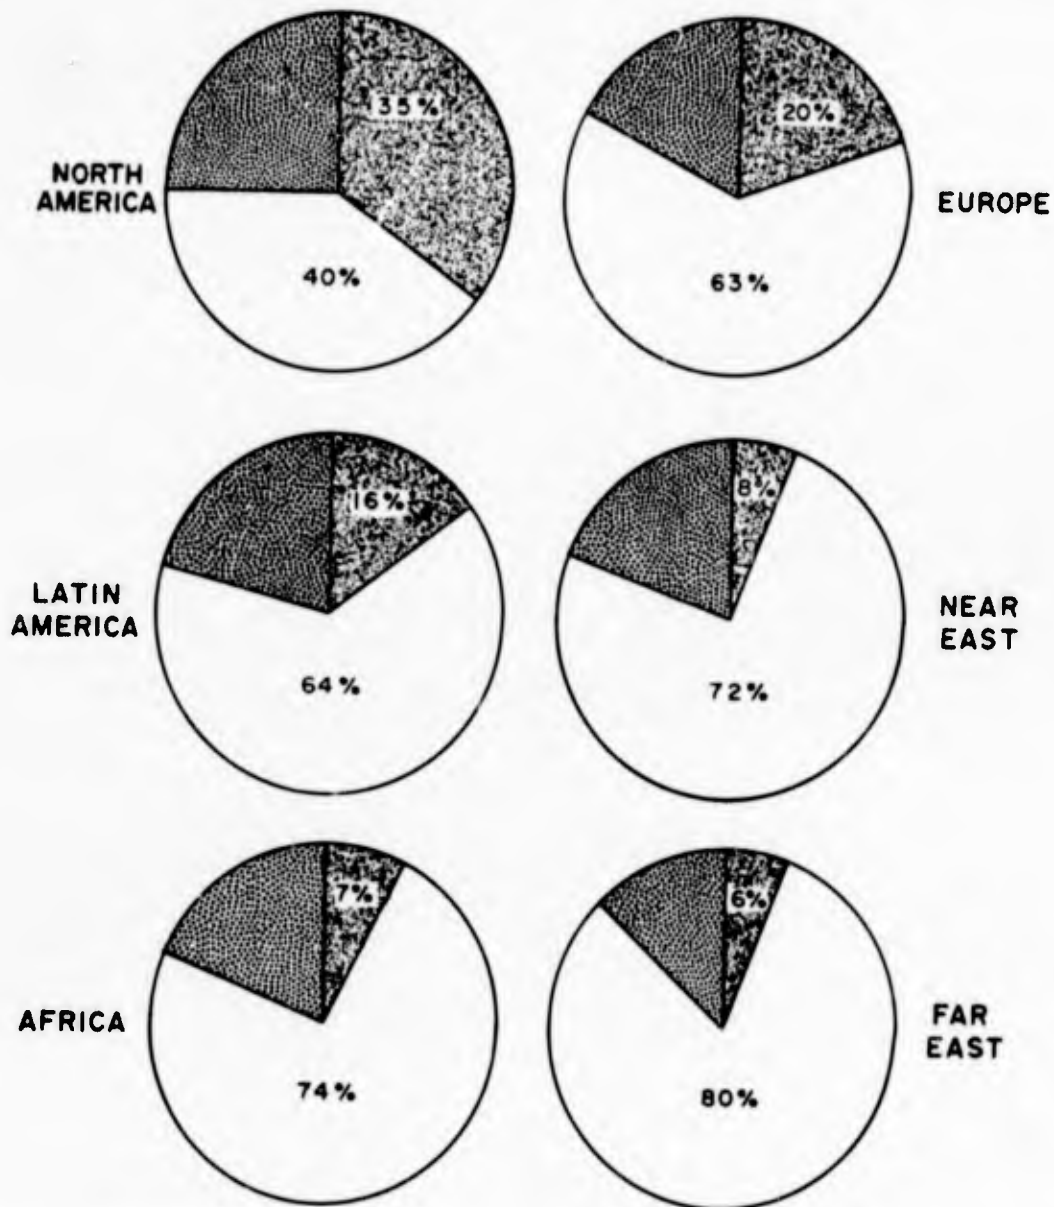 35%
20%
NORTH
AMERICA
EUROPE
40%
63%
16%
8%
LATIN
AMERICA
NEAR
EAST
64%
72%
7%
6%
AFRICA
FAR
EAST
74%
80%